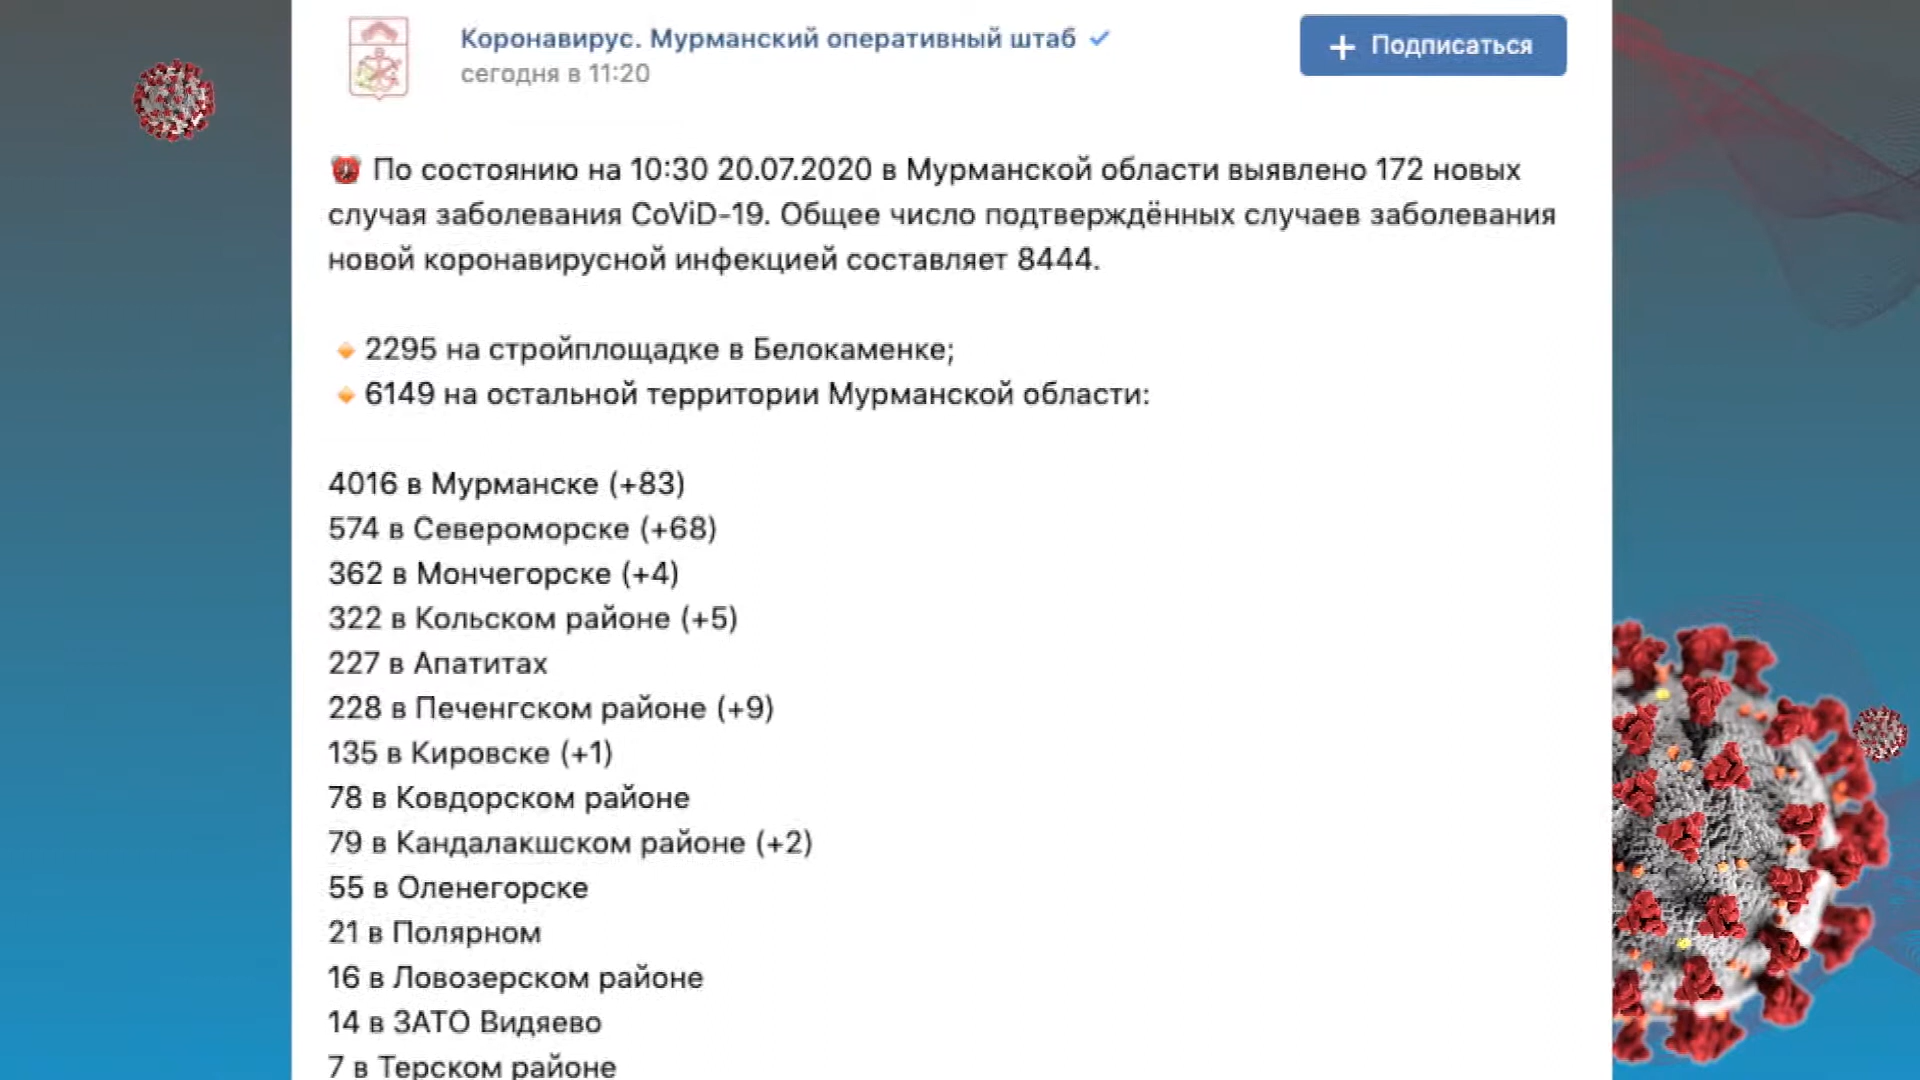 Коронавирус. Мурманский оперативный штаб
сегодня в 11:20
+ Подписаться
По состоянию на 10:30 20.07.2020 в Мурманской области выявлено 172 новых
случая заболевания CoViD-19. Общее число подтверждённых случаев заболевания
новой коронавирусной инфекцией составляет 8444.
2295 на стройплощадке в Белокаменке;
6149 на остальной территории Мурманской области:
4016 в Мурманске (+83)
574 в Североморске (+68)
362 в Мончегорске (+4)
322 в Кольском районе (+5)
227 в Апатитах
228 в Печенгском районе (+9)
135 в Кировске (+1)
78 в Ковдорском районе
79 в Кандалакшском районе (+2)
55 в Оленегорске
21 в Полярном
16 в Ловозерском районе
14 в ЗАТО Видяево
7 в Терском районе